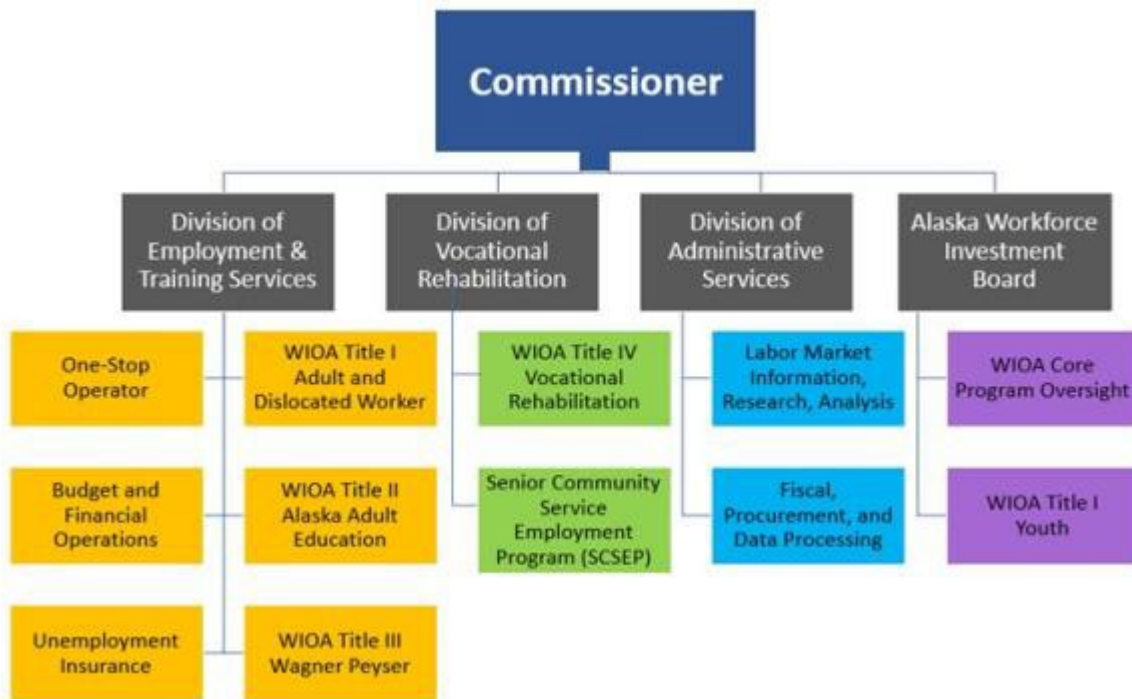 Commissioner
Division of
Employment &
Training Services
Division of
Vocational
Rehabilitation
Division of
Administrative
Services
Alaska Workforce
Investment
Board
One-Stop
Operator
WIOA Title I
Adult and
Dislocated Worker
WIOA Title IV
Vocational
Rehabilitation
Labor Market
Information,
Research, Analysis
WIOA Core
Program Oversight
Budget and
Financial
Operations
WIOA Title II
Alaska Adult
Education
Senior Community
Service
Employment
Program (SCSEP)
Fiscal,
Procurement, and
Data Processing
WIOA Title I
Youth
Unemployment
Insurance
WIOA Title III
Wagner Peyser